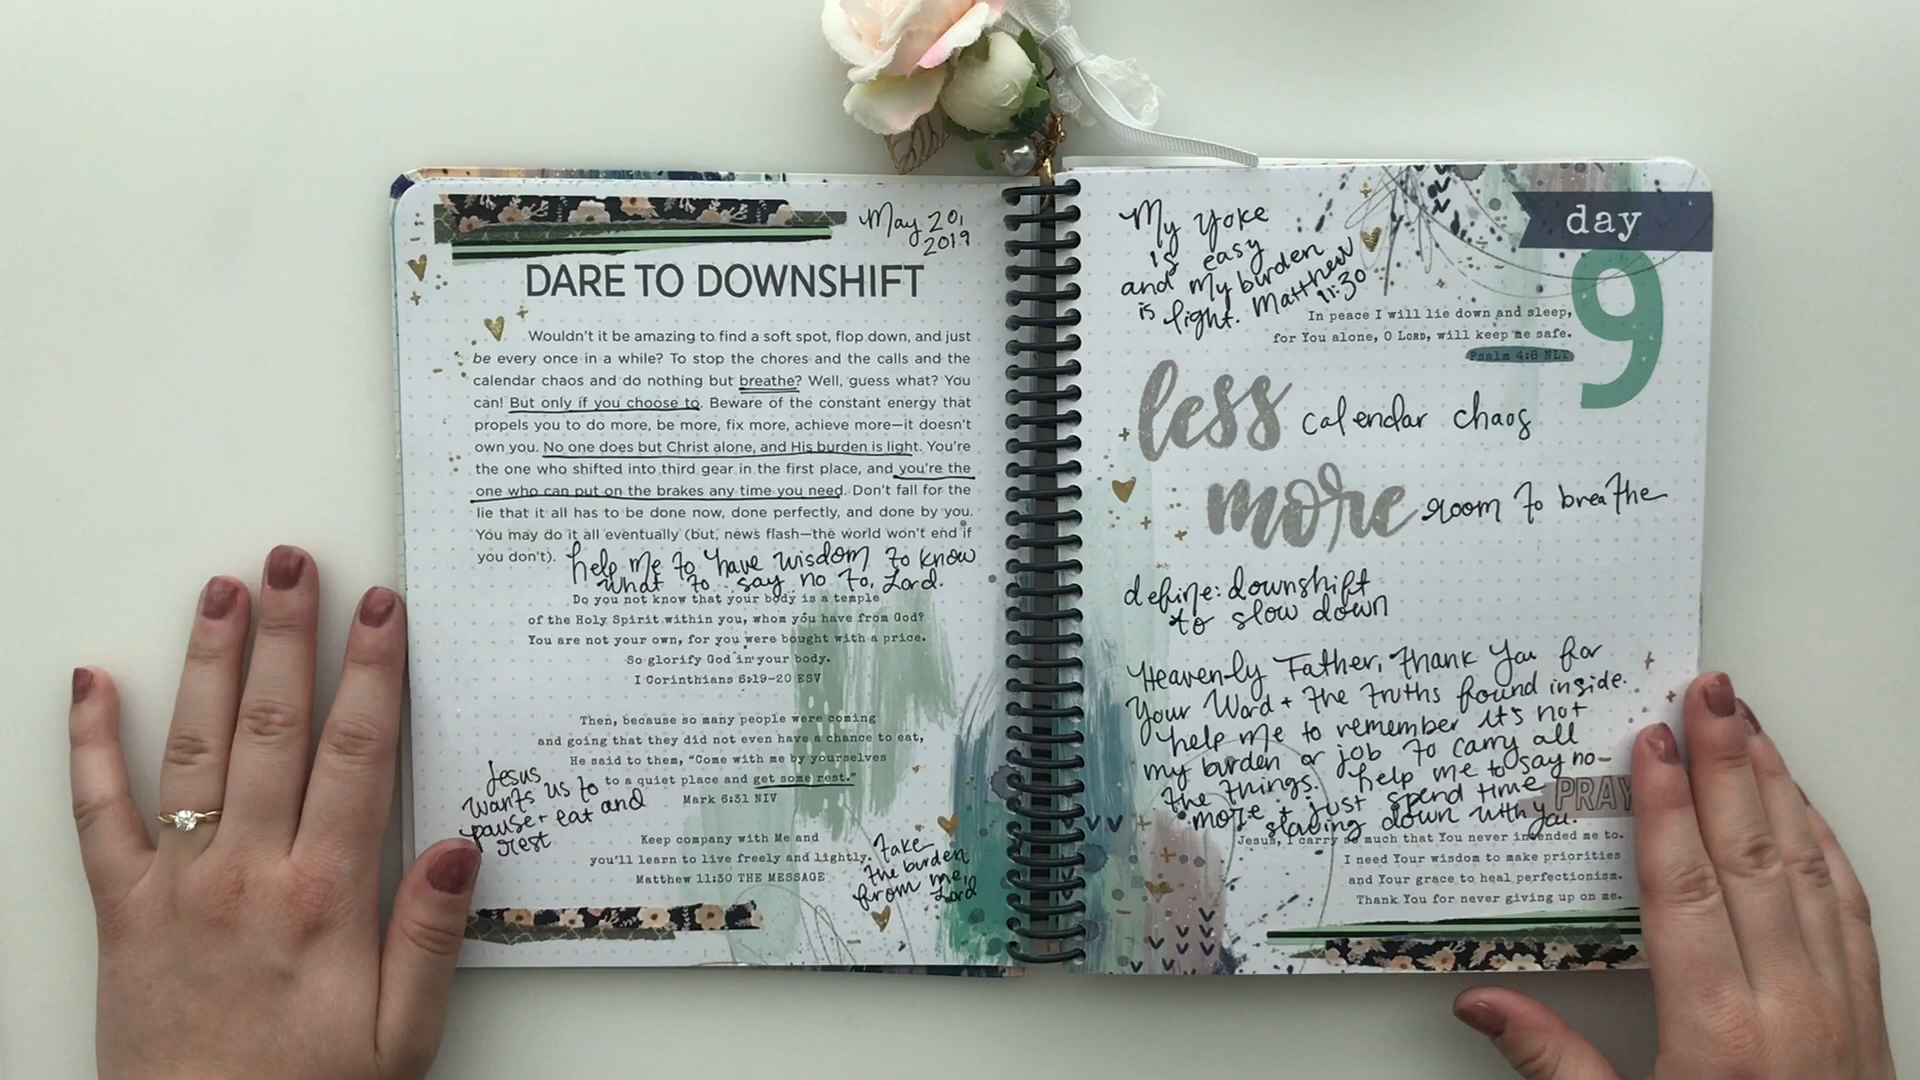 May 20,
2019
DARE TO DOWNSHIFT
Wouldn't it be amazing to find a soft spot, flop down, and just
be every once in a while? To stop the chores and the calls and the
calendar chaos and do nothing but breathe? Well, guess what? You
can! But only if you choose to. Beware of the constant energy that
propels you to do more, be more, fix more, achieve more—it doesn't
own you. No one does but Christ alone, and His burden is light. You're
the one who shifted into third gear in the first place, and you're the
one who can put on the brakes any time you need. Don't fall for the
lie that it all has to be done now, done perfectly, and done by you.
You may do it all eventually (but, news flash—the world won't end if
you don't).
help me to have wisdom to know
what to say no to, Lord.
Do you not know that your body is a temple
of the Holy Spirit within you, whom you have from God?
You are not your own, for you were bought with a price.
So glorify God in your body.
I Corinthians 6:19-20 ESV
Then, because so many people were coming
and going that they did not even have a chance to eat,
He said to them, "Come with me by yourselves
to a quiet place and get some rest."
Mark 6:31 NIV
Jesus
wants us to
pause + eat and
rest
Keep company with Me and
you'll learn to live freely and lightly.
Matthew 11:30 THE MESSAGE
Take
the burden
from me,
Lord
My yoke
is easy
and My burden
is light. Matthew
11:30
day
9
In peace I will lie down and sleep,
for You alone, O LORD, will keep me safe.
Psalm 4:8 NLT
less calendar chaos
more room to breathe
define: downshift
to slow down
Heavenly Father, thank You for
Your Word + the truths found inside.
help me to remember it's not
my burden or job to carry all
the things. help me to say no
more + just spend time
slowing down with You.
PRAY
Jesus, I carry so much that You never intended me to.
I need Your wisdom to make priorities
and Your grace to heal perfectionism.
Thank You for never giving up on me.